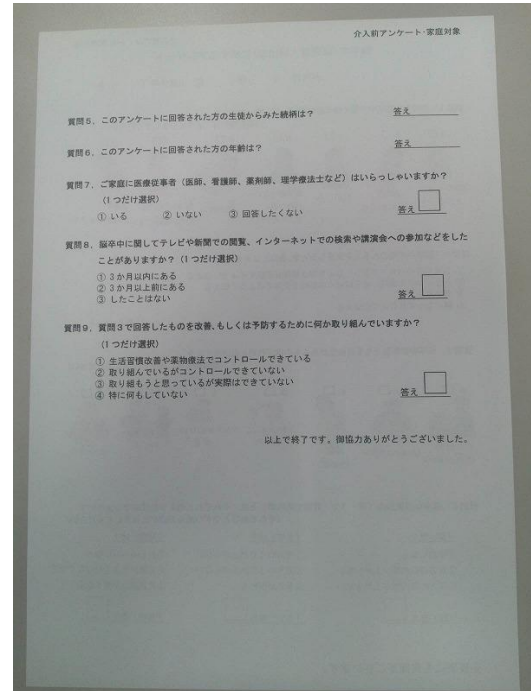 介入前アンケート・家庭対象
質問5．このアンケートに回答された方の生徒からみた続柄は？ 答え
質問6．このアンケートに回答された方の年齢は？ 答え
質問7．ご家庭に医療従事者（医師、看護師、薬剤師、理学療法士など）はいらっしゃいますか？
（1つだけ選択）
① いる ② いない ③ 回答したくない 答え
質問8．脳卒中に関してテレビや新聞での閲覧、インターネットでの検索や講演会への参加などをした
ことがありますか？（1つだけ選択）
① 3か月以内にある
② 3か月以上前にある
③ したことはない 答え
質問9．質問3で回答したものを改善、もしくは予防するために何か取り組んでいますか？
（1つだけ選択）
① 生活習慣改善や薬物療法でコントロールできている
② 取り組んでいるがコントロールできていない
③ 取り組もうと思っているが実際はできていない
④ 特に何もしていない 答え
以上で終了です。御協力ありがとうございました。